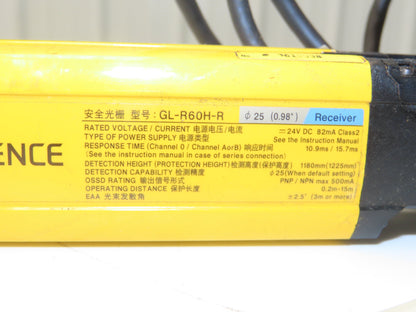 安全光栅 型号: GL-R60H-R ϕ25 (0.98") Receiver
RATED VOLTAGE / CURRENT 电源电压/电流 ⎓24V DC 82mA Class2
TYPE OF POWER SUPPLY 电源类型 See the Instruction Manual
RESPONSE TIME (Channel 0 / Channel AorB) 响应时间 10.9ms / 15.7ms
(See the instruction manual in case of series connection)
DETECTION HEIGHT (PROTECTION HEIGHT) 检测高度(保护高度) 1180mm (1225mm)
DETECTION CAPABILITY 检测精度 ϕ25(When default setting)
OSSD RATING 输出信号形式 PNP / NPN max 500mA
OPERATING DISTANCE 保护长度 0.2m-15m
EAA 光束发散角 ±2.5° (3m or more)
ENCE